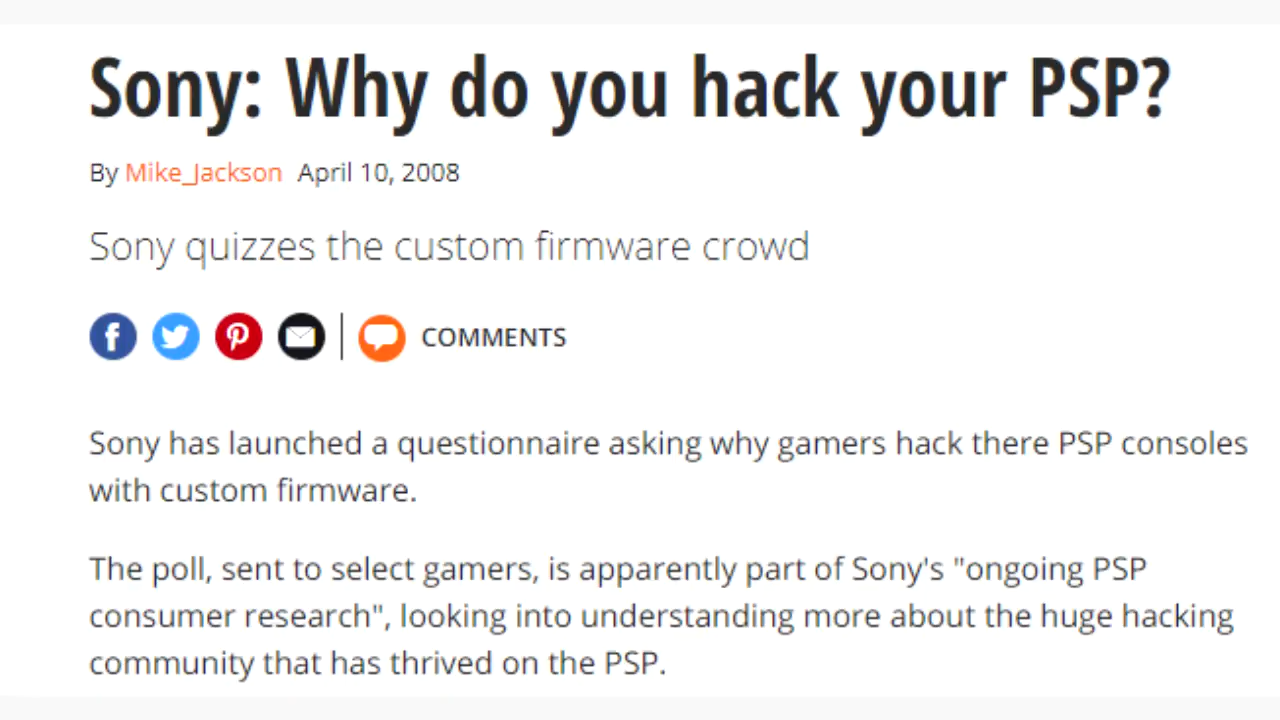 Sony: Why do you hack your PSP?
By Mike_Jackson April 10, 2008
Sony quizzes the custom firmware crowd
f COMMENTS
Sony has launched a questionnaire asking why gamers hack there PSP consoles
with custom firmware.
The poll, sent to select gamers, is apparently part of Sony's "ongoing PSP
consumer research", looking into understanding more about the huge hacking
community that has thrived on the PSP.